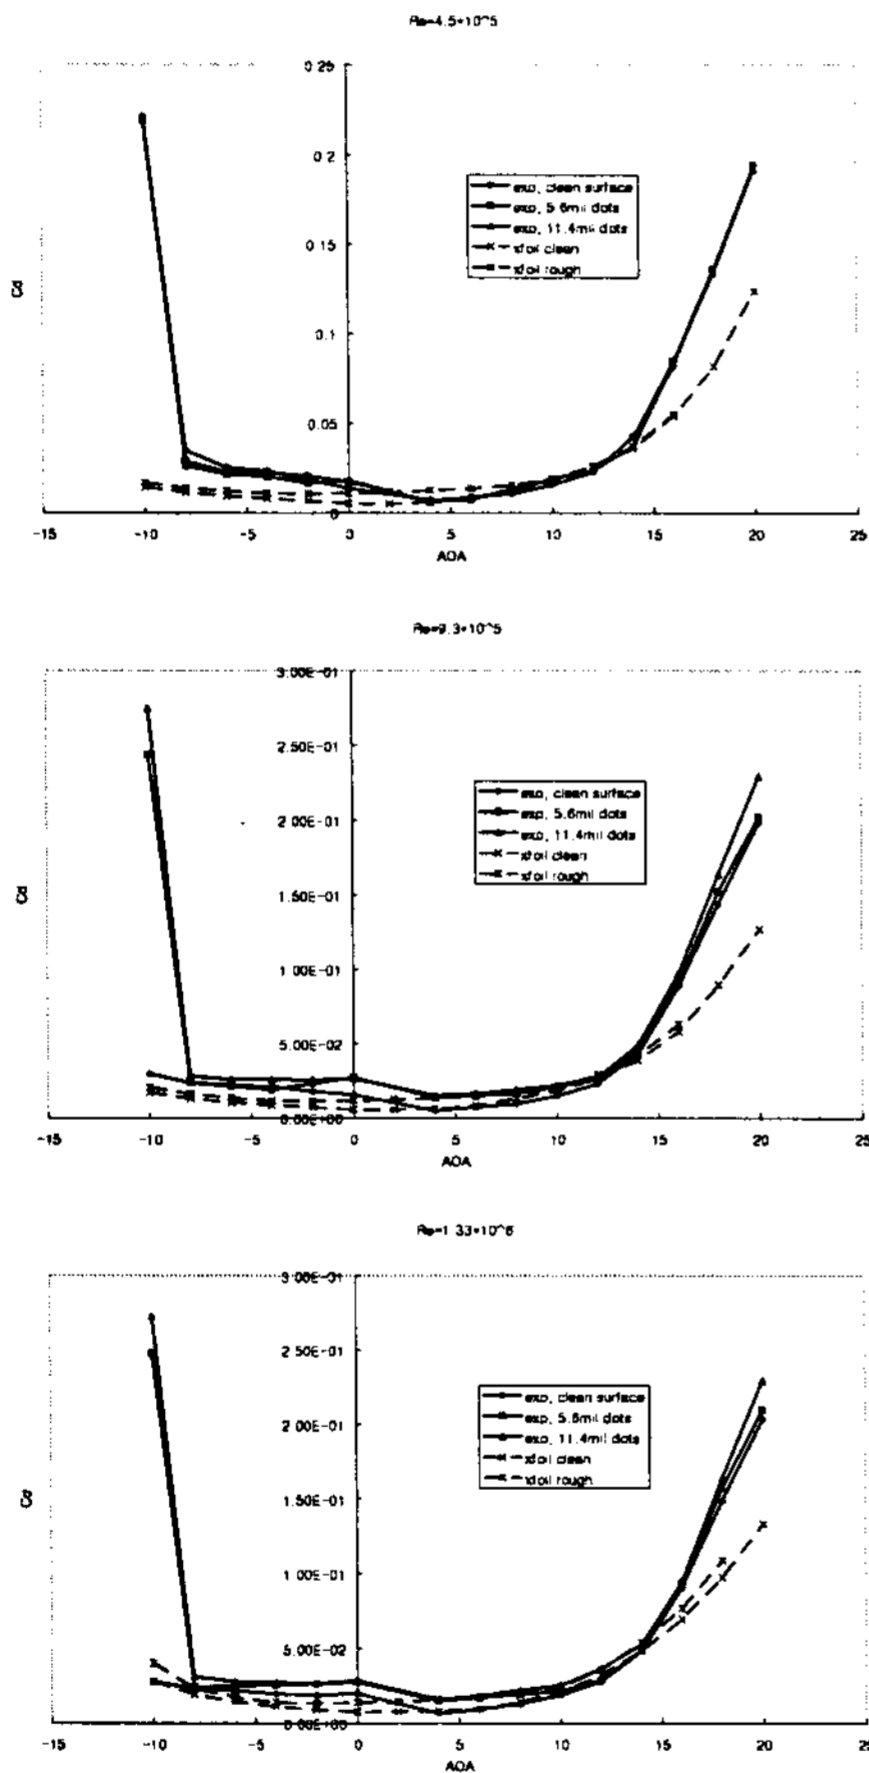 Re=4.5*10^5
0.25
0.2
0.15
0.1
0.05
0
-15
-10
-5
0
5
10
15
20
25
Cd
AOA
exp, clean surface
exp, 5.6mil dots
exp, 11.4mil dots
xfoil clean
xfoil rough
Re=9.3*10^5
3.00E-01
2.50E-01
2.00E-01
1.50E-01
1.00E-01
5.00E-02
0.00E+00
-15
-10
-5
0
5
10
15
20
25
Cd
AOA
exp, clean surface
exp, 5.6mil dots
exp, 11.4mil dots
xfoil clean
xfoil rough
Re=1.33*10^6
3.00E-01
2.50E-01
2.00E-01
1.50E-01
1.00E-01
5.00E-02
0.00E+00
-15
-10
-5
0
5
10
15
20
25
Cd
AOA
exp, clean surface
exp, 5.6mil dots
exp, 11.4mil dots
xfoil clean
xfoil rough